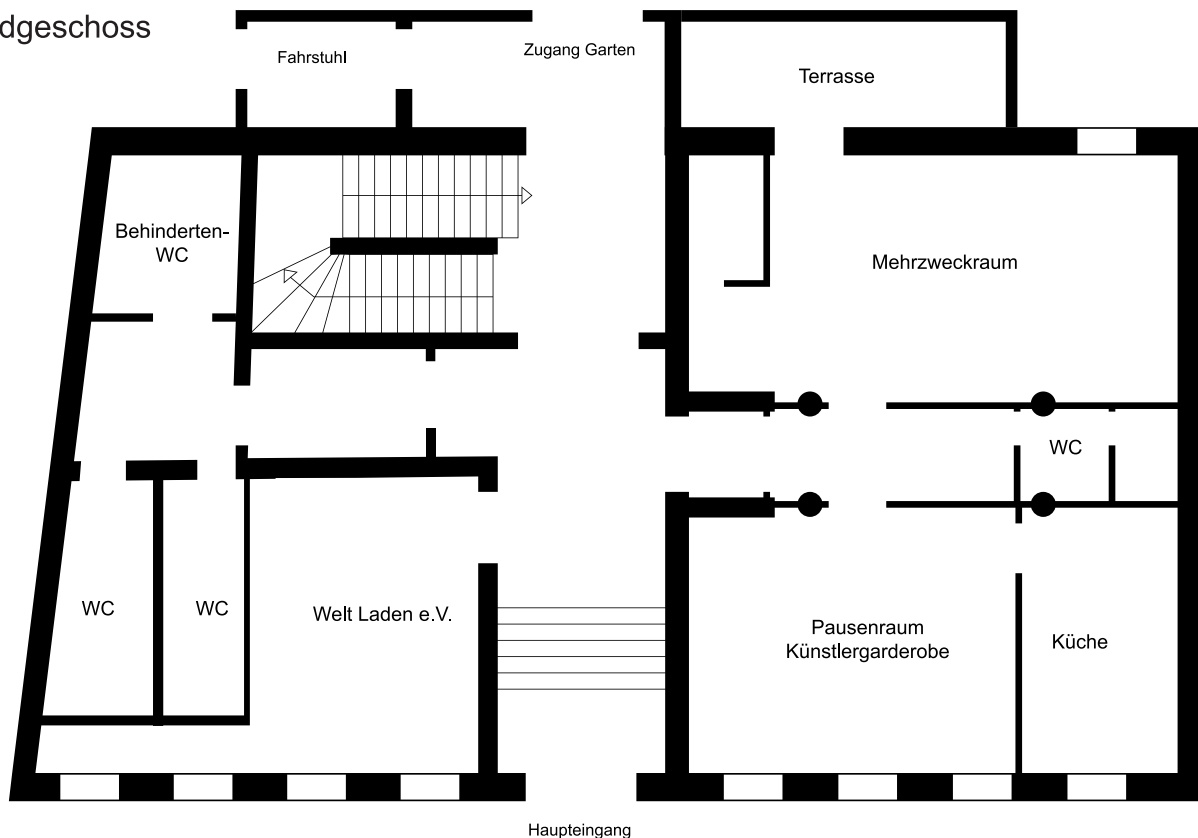 dgeschoss
Fahrstuhl
Zugang Garten
Terrasse
Behinderten-
WC
Mehrzweckraum
WC
WC
WC
Welt Laden e.V.
Pausenraum
Künstlergarderobe
Küche
Haupteingang